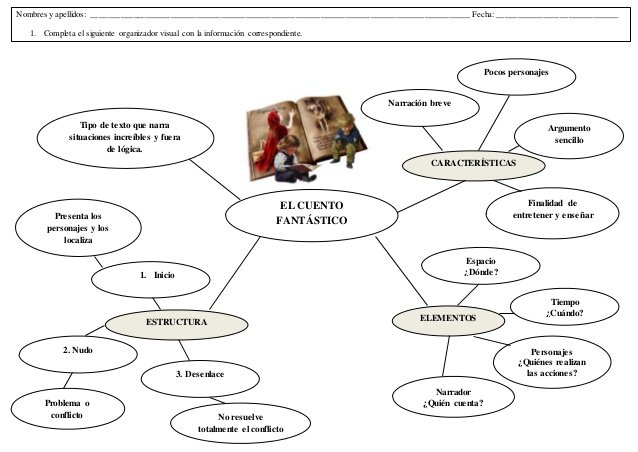 Nombres y apellidos: ____________________ Fecha: ____________________
1. Completa el siguiente organizador visual con la información correspondiente.
Pocos personajes
Narración breve
Tipo de texto que narra
situaciones increíbles y fuera
de lógica.
Argumento
sencillo
CARACTERÍSTICAS
EL CUENTO
FANTÁSTICO
Finalidad de
entretener y enseñar
Presenta los
personajes y los
localiza
1. Inicio
Espacio
¿Dónde?
Tiempo
¿Cuándo?
ESTRUCTURA
ELEMENTOS
2. Nudo
3. Desenlace
Personajes
¿Quiénes realizan
las acciones?
Narrador
¿Quién cuenta?
Problema o
conflicto
No resuelve
totalmente el conflicto